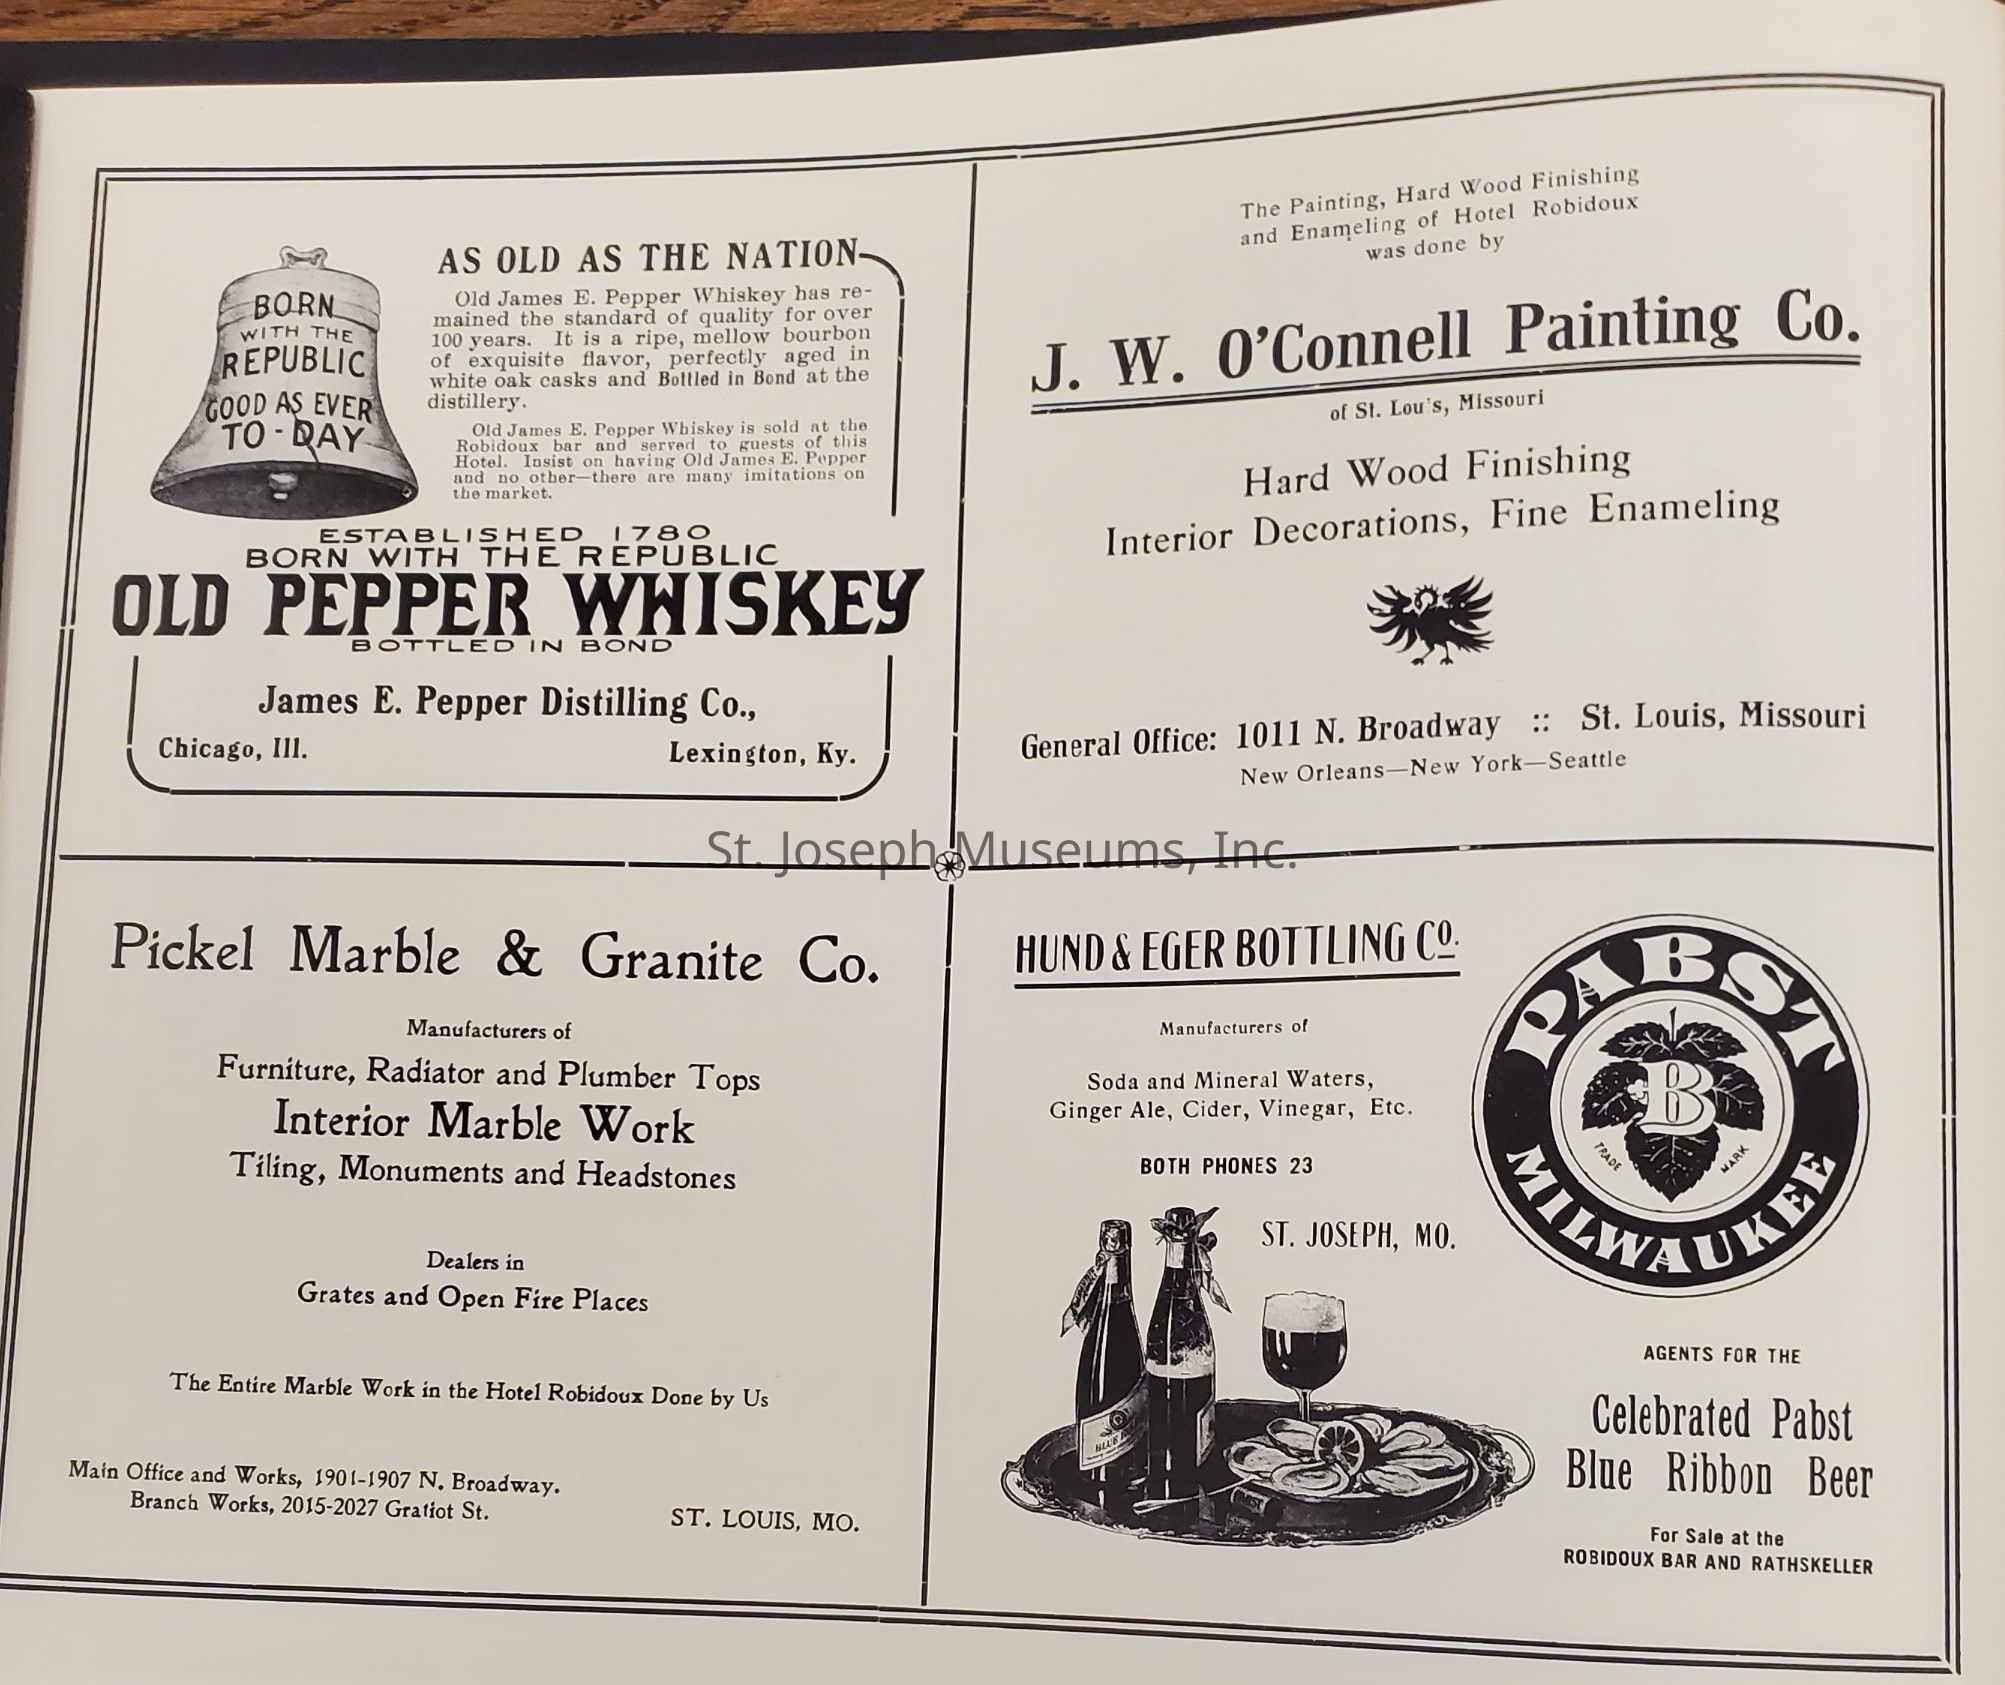 BORN
WITH THE
REPUBLIC
GOOD AS EVER
TO-DAY
AS OLD AS THE NATION
Old James E. Pepper Whiskey has re-
mained the standard of quality for over
100 years. It is a ripe, mellow bourbon
of exquisite flavor, perfectly aged in
white oak casks and Bottled in Bond at the
distillery.
Old James E. Pepper Whiskey is sold at the
Robidoux bar and served to guests of this
Hotel. Insist on having Old James E. Pepper
and no other—there are many imitations on
the market.
ESTABLISHED 1780
BORN WITH THE REPUBLIC
OLD PEPPER WHISKEY
BOTTLED IN BOND
James E. Pepper Distilling Co.,
Chicago, Ill. Lexington, Ky.
The Painting, Hard Wood Finishing
and Enameling of Hotel Robidoux
was done by
J. W. O'Connell Painting Co.
of St. Louis, Missouri
Hard Wood Finishing
Interior Decorations, Fine Enameling
General Office: 1011 N. Broadway :: St. Louis, Missouri
New Orleans—New York—Seattle
St. Joseph Museums, Inc.
Pickel Marble & Granite Co.
Manufacturers of
Furniture, Radiator and Plumber Tops
Interior Marble Work
Tiling, Monuments and Headstones
Dealers in
Grates and Open Fire Places
The Entire Marble Work in the Hotel Robidoux Done by Us
Main Office and Works, 1901-1907 N. Broadway.
Branch Works, 2015-2027 Gratiot St.
ST. LOUIS, MO.
HUND & EGER BOTTLING CO.
Manufacturers of
Soda and Mineral Waters,
Ginger Ale, Cider, Vinegar, Etc.
BOTH PHONES 23
ST. JOSEPH, MO.
PABST
B
TRADE MARK
MILWAUKEE
BLUE
AGENTS FOR THE
Celebrated Pabst
Blue Ribbon Beer
For Sale at the
ROBIDOUX BAR AND RATHSKELLER